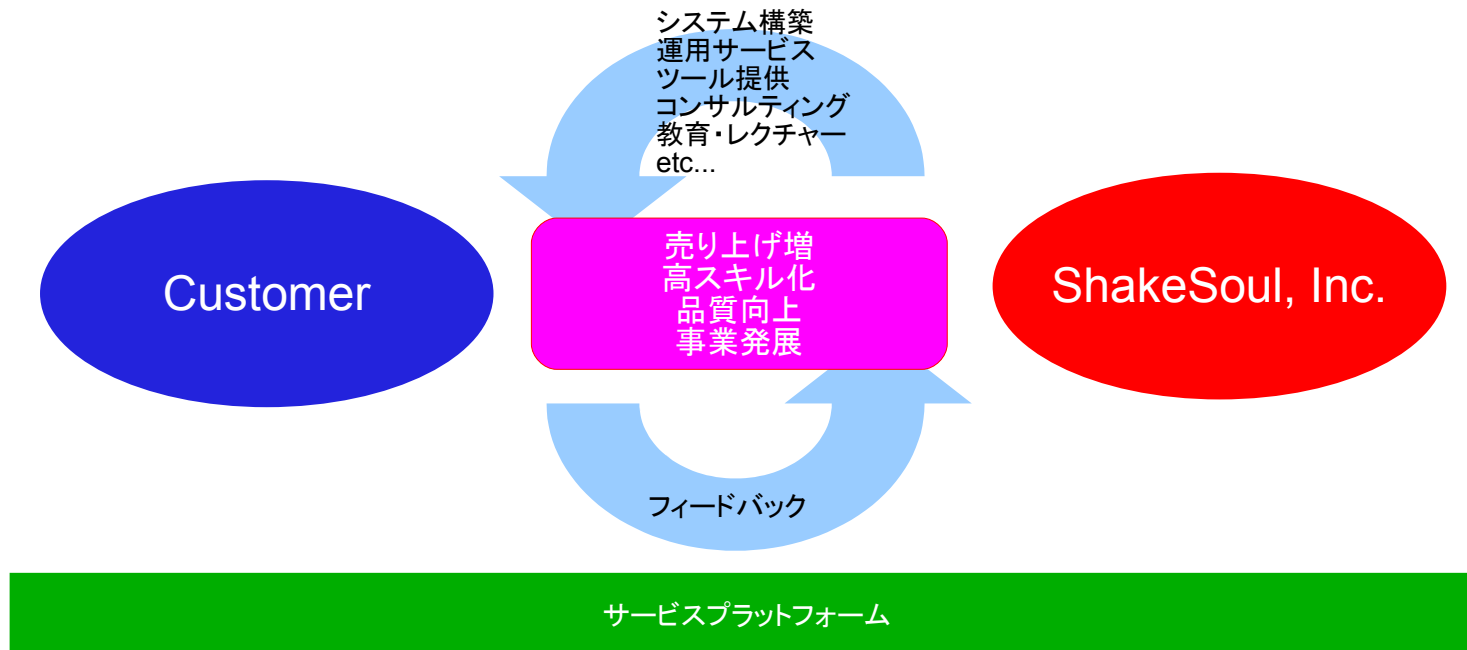 システム構築
運用サービス
ツール提供
コンサルティング
教育・レクチャー
etc...
Customer
売り上げ増
高スキル化
品質向上
事業発展
ShakeSoul, Inc.
フィードバック
サービスプラットフォーム